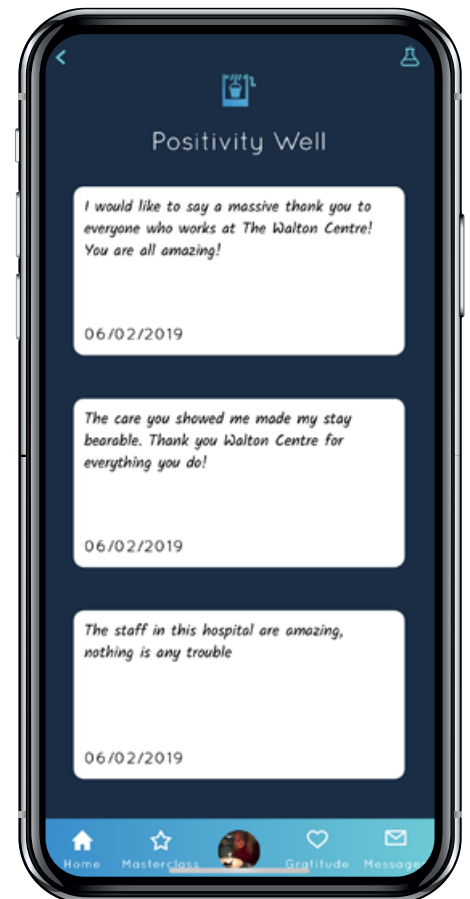 Positivity Well
I would like to say a massive thank you to
everyone who works at The Walton Centre!
You are all amazing!
06/02/2019
The care you showed me made my stay
bearable. Thank you Walton Centre for
everything you do!
06/02/2019
The staff in this hospital are amazing,
nothing is any trouble
06/02/2019
Home Masterclass Gratitude Message